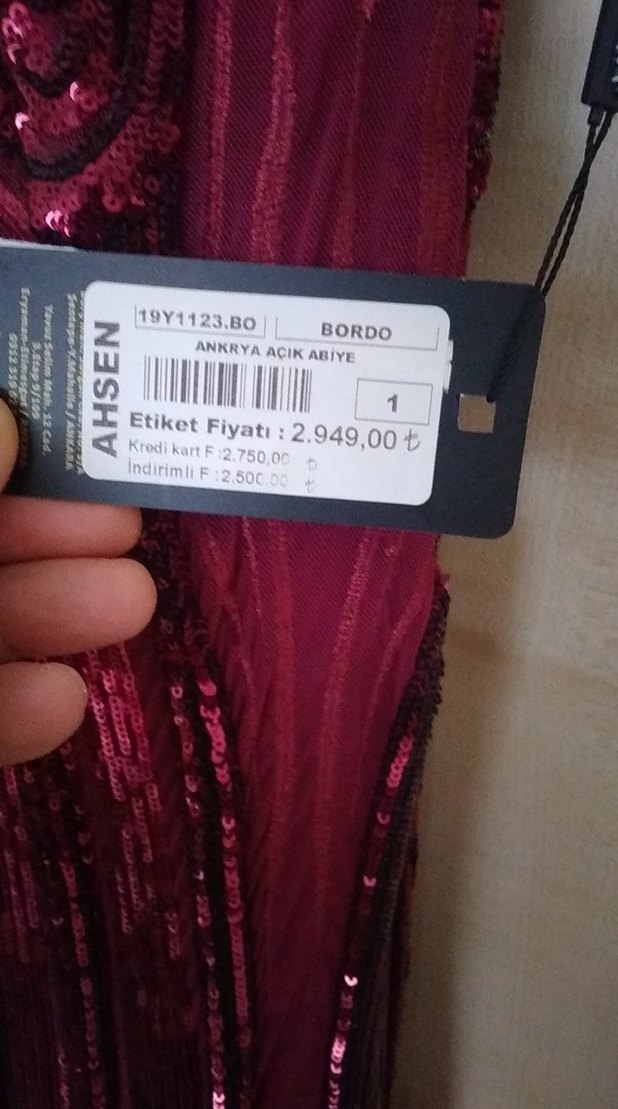 19Y1123.BO BORDO
ANKRYA AÇIK ABİYE
AHSEN
1
Etiket Fiyatı : 2.949,00 ₺
Kredi kart F :2.750,00 ₺
İndirimli F :2.500,00 ₺